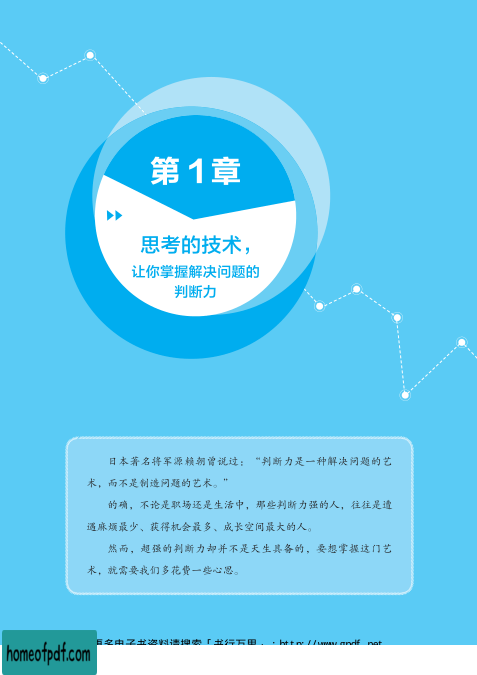 第1章
思考的技术，
让你掌握解决问题的
判断力
日本著名将军源赖朝曾说过：“判断力是一种解决问题的艺
术，而不是制造问题的艺术。”
的确，不论是职场还是生活中，那些判断力强的人，往往是遭
遇麻烦最少、获得机会最多、成长空间最大的人。
然而，超强的判断力却并不是天生具备的，要想掌握这门艺
术，就需要我们多花费一些心思。
更多电子书资料请搜索「书行万里」：http://www.gpdf.net
homeofpdf.com